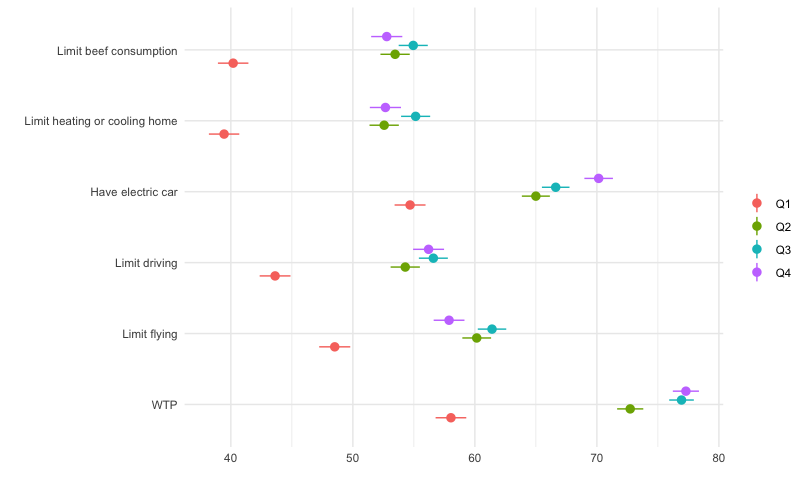 Limit beef consumption
Limit heating or cooling home
Have electric car
Limit driving
Limit flying
WTP
40 50 60 70 80
Q1
Q2
Q3
Q4